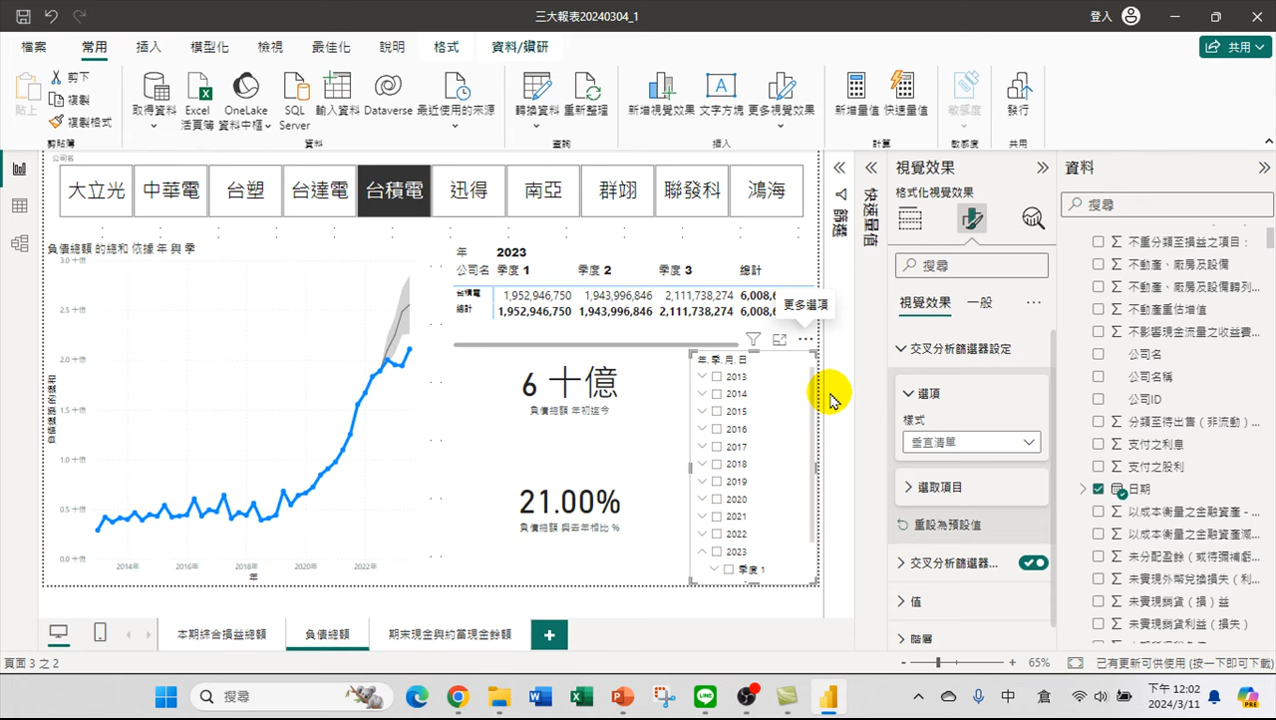 三大報表20240304_1
登入
檔案 常用 插入 模型化 檢視 最佳化 說明 格式 資料/鑽研
共用
貼上
剪下
複製
複製格式
取得資料
Excel 活頁簿
OneLake 資料中樞
SQL Server
輸入資料
Dataverse
最近使用的來源
轉換資料
重新整理
新增視覺效果
文字方塊
更多視覺效果
新增量值
快速量值
敏感度
發行
剪貼簿 資料 查詢 插入 計算 敏感度 共用
公司名
大立光 中華電 台塑 台達電 台積電 迅得 南亞 群翊 聯發科 鴻海
負債總額 的總和 依據 年 與 季
3.0 十億
2.5 十億
2.0 十億
1.5 十億
1.0 十億
0.5 十億
0.0 十億
負債總額 的總和
2014年 2016年 2018年 2020年 2022年
年
年 2023
公司名 季度 1 季度 2 季度 3 總計
台積電 1,952,946,750 1,943,996,846 2,111,738,274 6,008,6
總計 1,952,946,750 1,943,996,846 2,111,738,274 6,008,6
更多選項
6 十億
負債總額 年初迄今
21.00%
負債總額 與去年相比 %
年, 季, 月, 日
2013
2014
2015
2016
2017
2018
2019
2020
2021
2022
2023
季度 1
篩選
快速量值
視覺效果
格式化視覺效果
搜尋
視覺效果 一般 ...
交叉分析篩選器設定
選項
樣式
垂直清單
選取項目
重設為預設值
交叉分析篩選器...
值
階層
資料
搜尋
不重分類至損益之項目：
不動產、廠房及設備
不動產、廠房及設備轉列...
不動產重估增值
不影響現金流量之收益費...
公司名
公司名稱
公司ID
分類至待出售（非流動）...
支付之利息
支付之股利
日期
以成本衡量之金融資產 - ...
以成本衡量之金融資產減...
未分配盈餘（或待彌補虧...
未實現外幣兌換損失（利...
未實現銷貨（損）益
未實現銷貨利益（損失）
本期綜合損益總額 負債總額 期末現金與約當現金餘額
頁面 3 之 2
65%
已有更新可供使用 (按一下即可下載)
搜尋
中
下午 12:02
2024/3/11
PRE